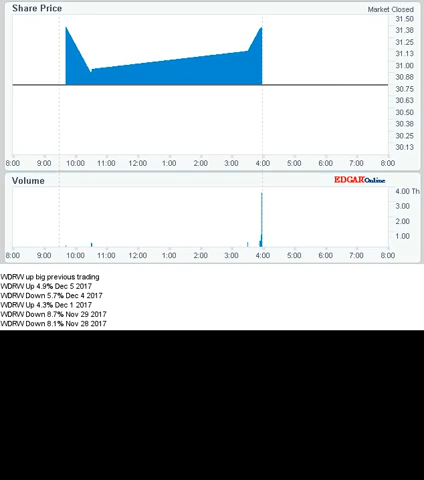 Share Price
Market Closed
31.50
31.38
31.25
31.13
31.00
30.88
30.75
30.63
30.50
30.38
30.25
30.13
8:00 9:00 10:00 11:00 12:00 1:00 2:00 3:00 4:00 5:00 6:00 7:00 8:00
Volume
EDGAR Online
4.00 Th
3.00
2.00
1.00
8:00 9:00 10:00 11:00 12:00 1:00 2:00 3:00 4:00 5:00 6:00 7:00 8:00
WDRW up big previous trading
WDRW Up 4.9% Dec 5 2017
WDRW Down 5.7% Dec 4 2017
WDRW Up 4.3% Dec 1 2017
WDRW Down 8.7% Nov 29 2017
WDRW Down 8.1% Nov 28 2017